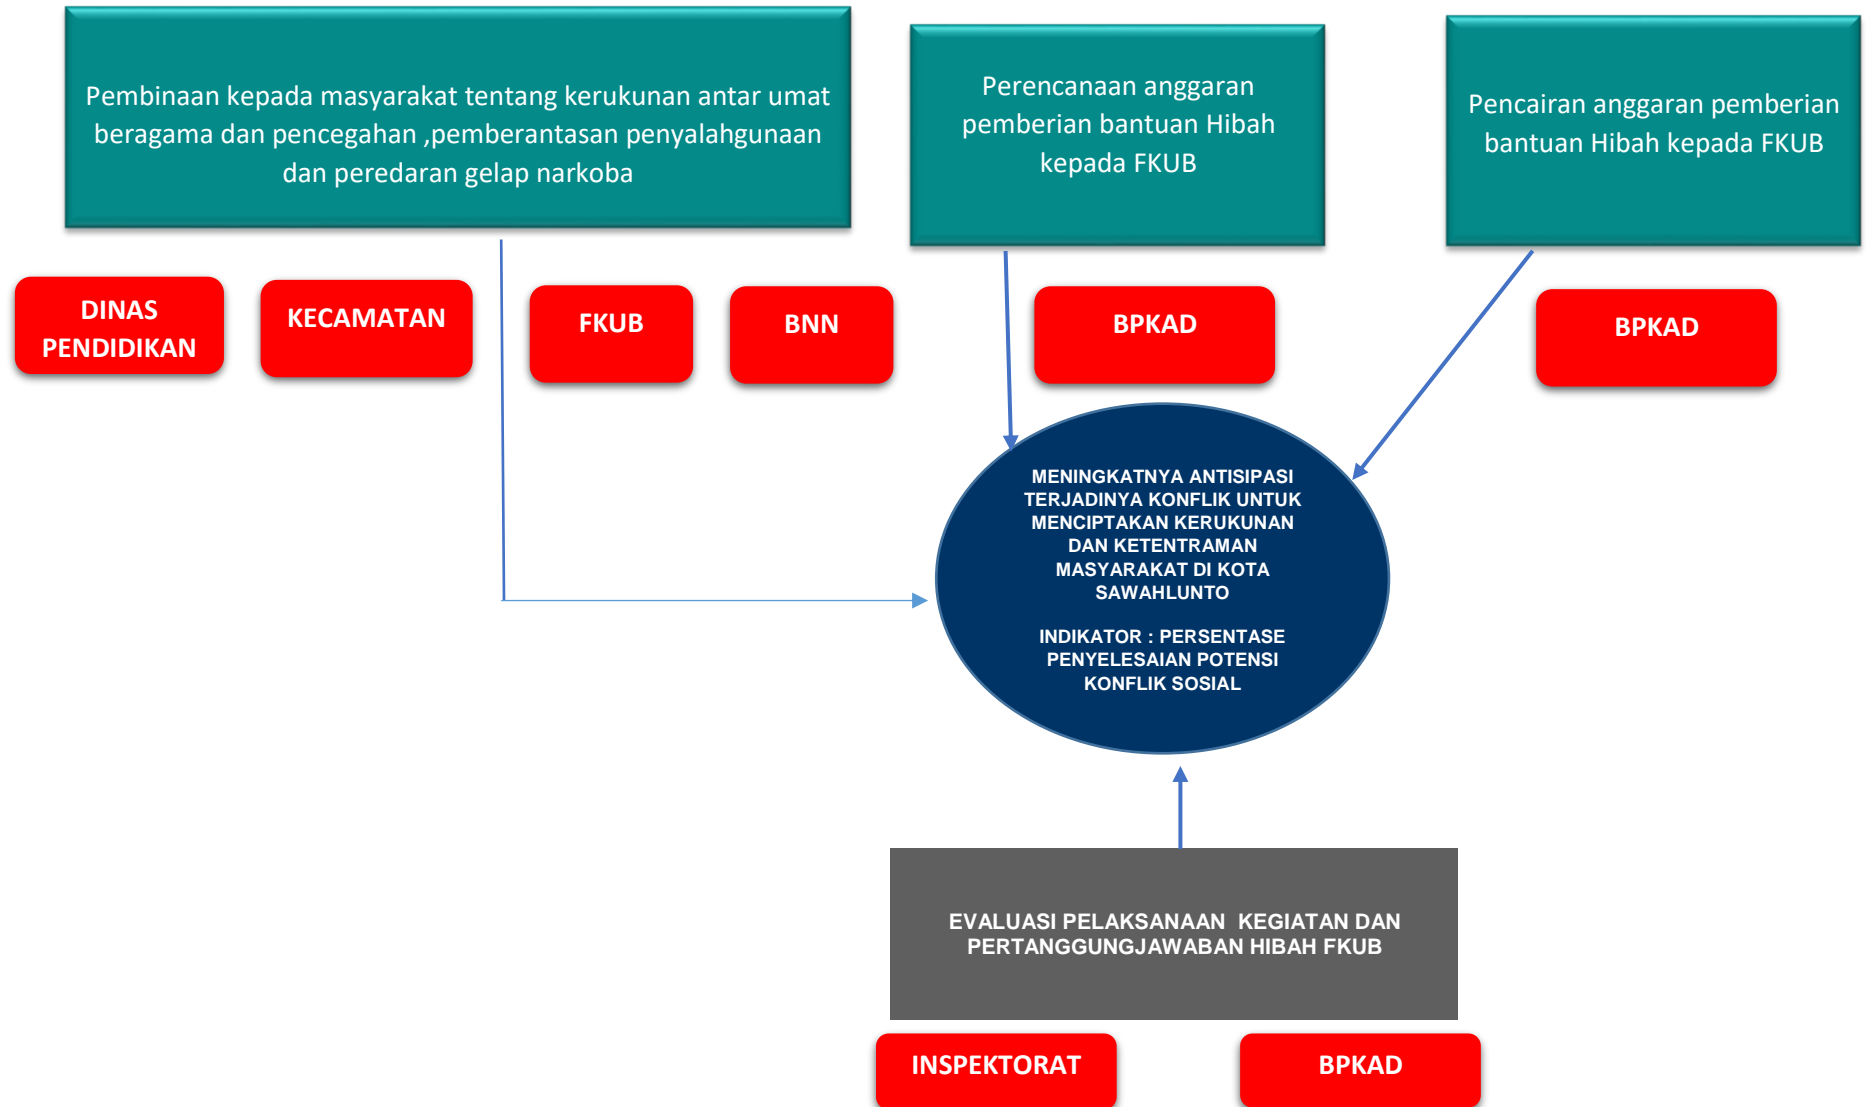 Pembinaan kepada masyarakat tentang kerukunan antar umat
beragama dan pencegahan ,pemberantasan penyalahgunaan
dan peredaran gelap narkoba
Perencanaan anggaran
pemberian bantuan Hibah
kepada FKUB
Pencairan anggaran pemberian
bantuan Hibah kepada FKUB
DINAS
PENDIDIKAN
KECAMATAN
FKUB
BNN
BPKAD
BPKAD
MENINGKATNYA ANTISIPASI
TERJADINYA KONFLIK UNTUK
MENCIPTAKAN KERUKUNAN
DAN KETENTRAMAN
MASYARAKAT DI KOTA
SAWAHLUNTO
INDIKATOR : PERSENTASE
PENYELESAIAN POTENSI
KONFLIK SOSIAL
EVALUASI PELAKSANAAN  KEGIATAN DAN
PERTANGGUNGJAWABAN HIBAH FKUB
INSPEKTORAT
BPKAD